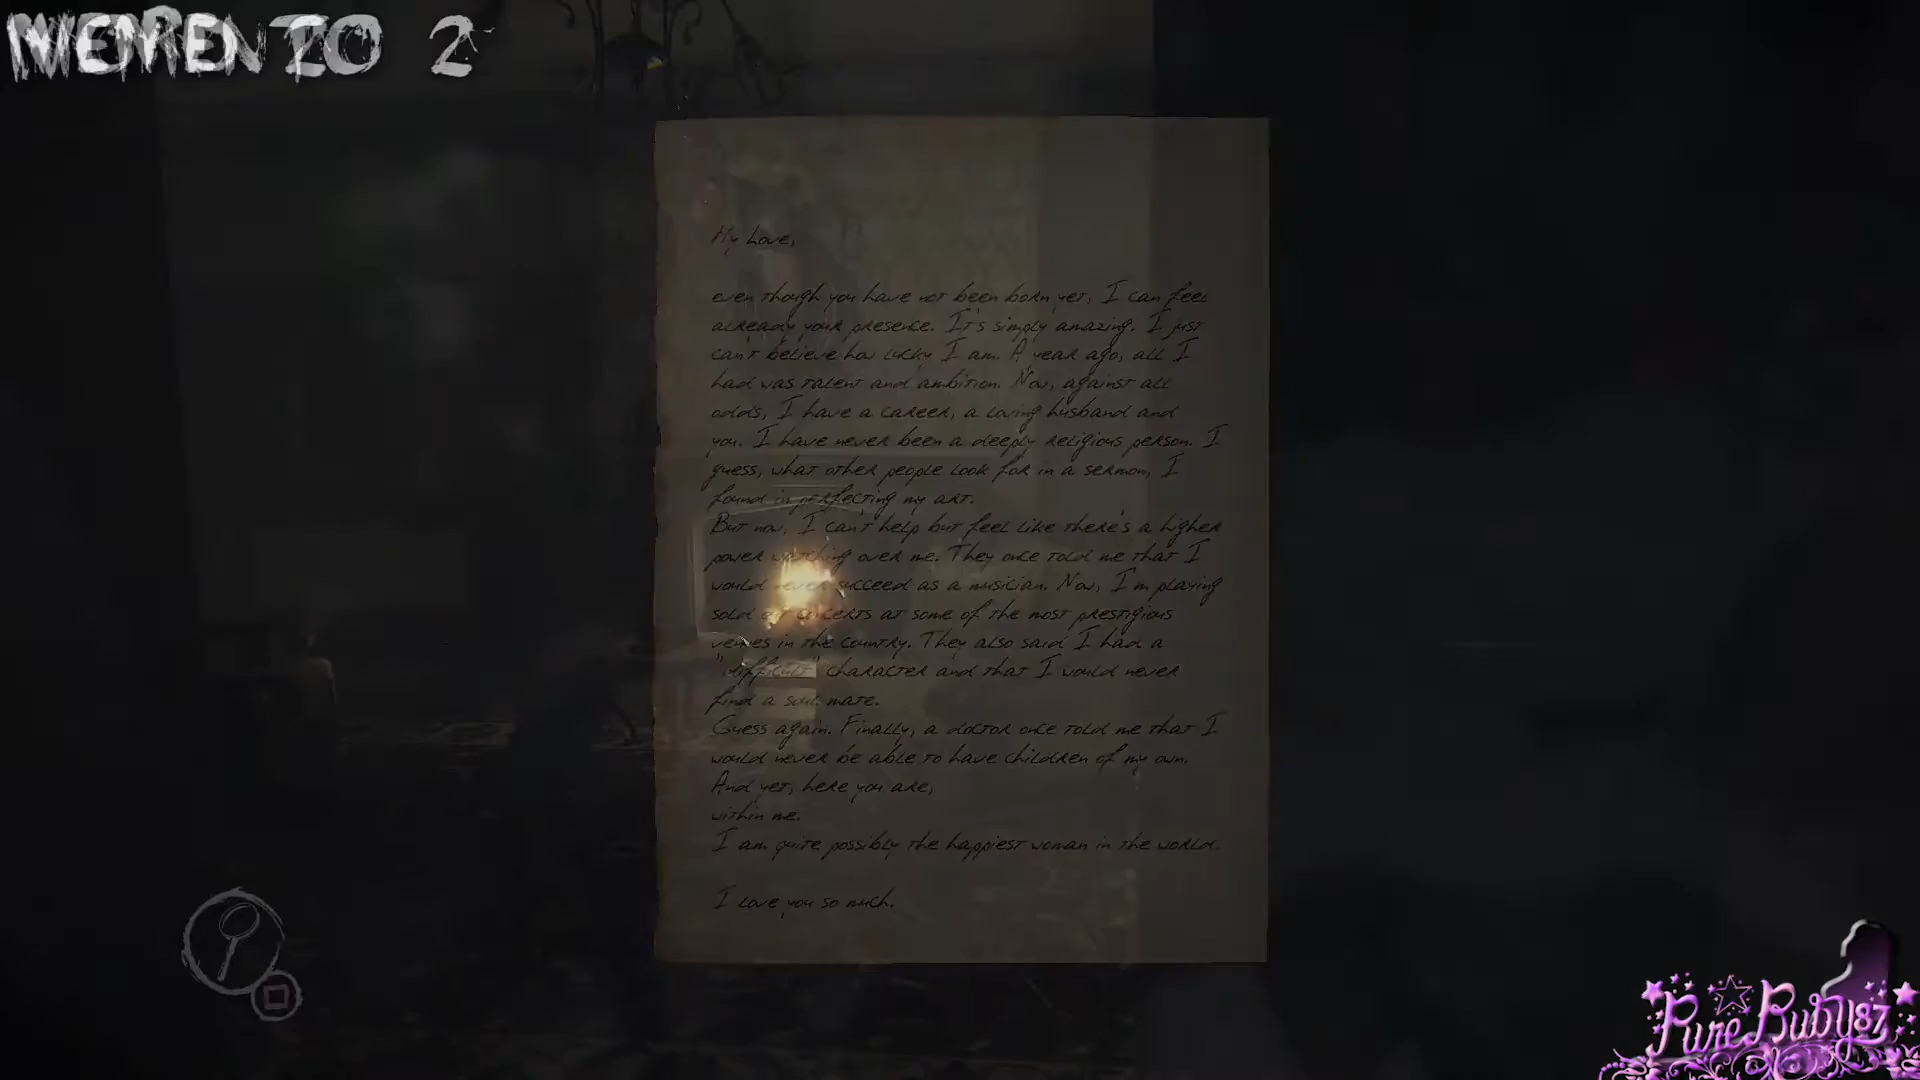 MEMENTO 2
My Love,
even though you have not been born yet, I can feel
already your presence. It's simply amazing. I just
can't believe how lucky I am. A year ago, all I
had was talent and ambition. Now, against all
odds, I have a career, a loving husband and
you. I have never been a deeply religious person. I
guess, what other people look for in a sermon, I
found in perfecting my art.
But now, I can't help but feel like there's a higher
power watching over me. They once told me that I
would never succeed as a musician. Now, I'm playing
sold out concerts at some of the most prestigious
venues in the country. They also said I had a
"difficult" character and that I would never
find a soul mate.
Guess again. Finally, a doctor once told me that I
would never be able to have children of my own.
And yet, here you are,
within me.
I am quite possibly the happiest woman in the world.
I love you so much.
PureRuby87